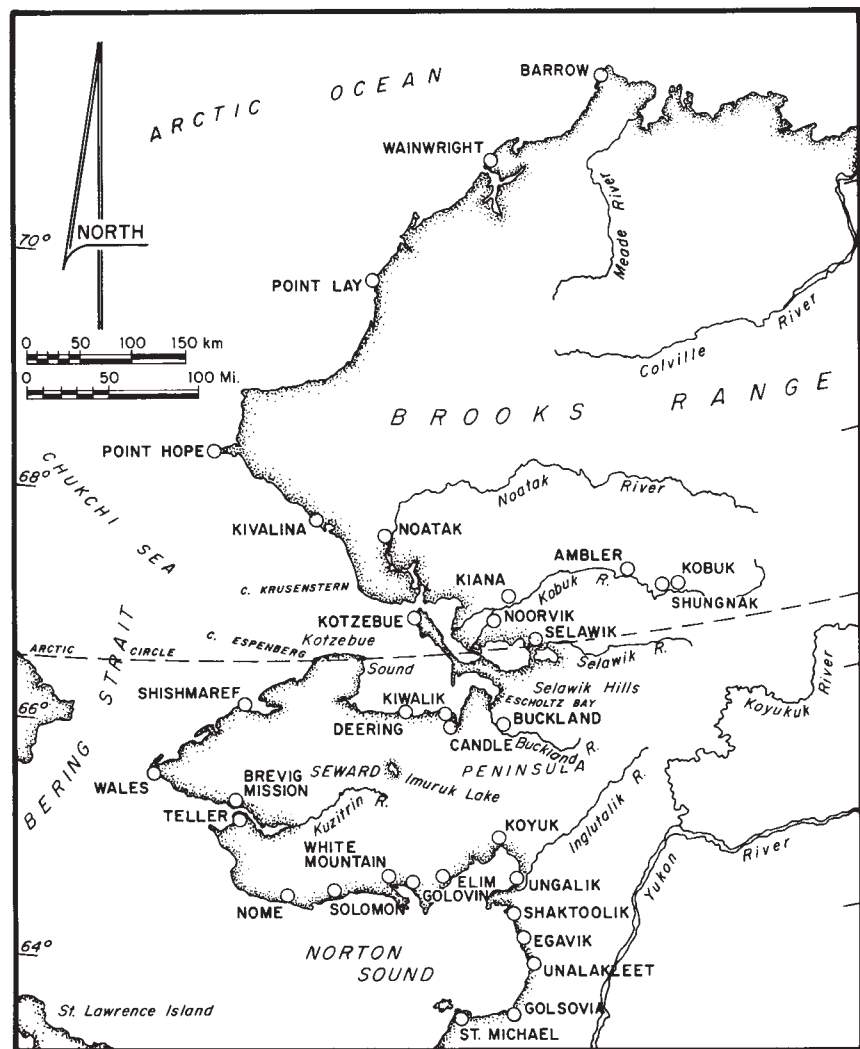 ARCTIC OCEAN
BARROW
WAINWRIGHT
Meade River
NORTH
70°
POINT LAY
0 50 100 150 km
0 50 100 Mi.
Colville River
BROOKS RANGE
POINT HOPE
68°
CHUKCHI SEA
Noatak River
KIVALINA
NOATAK
AMBLER
KOBUK
KIANA
Kobuk R.
SHUNGNAK
C. KRUSENSTERN
KOTZEBUE
NOORVIK
SELAWIK
C. ESPENBERG
Kotzebue
Sound
ARCTIC CIRCLE
Selawik R.
BERING STRAIT
SHISHMAREF
Selawik Hills
ESCHOLTZ BAY
Koyukuk River
66°
KIWALIK
DEERING
BUCKLAND
CANDLE
Buckland R.
WALES
BREVIG
MISSION
SEWARD PENINSULA
Imuruk Lake
TELLER
Kuzitrin R.
Inglutalik R.
KOYUK
WHITE
MOUNTAIN
Yukon River
ELIM
GOLOVIN
UNGALIK
NOME
SOLOMON
SHAKTOOLIK
EGAVIK
64°
NORTON
SOUND
UNALAKLEET
St. Lawrence Island
GOLSOVIA
ST. MICHAEL